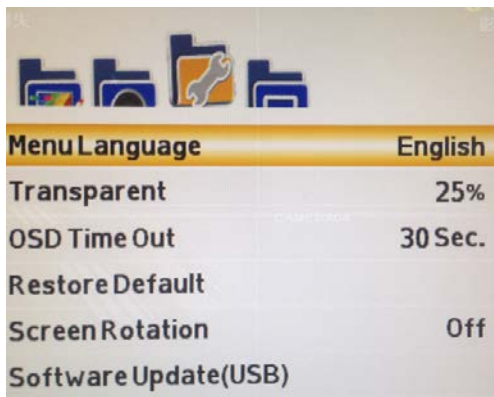 Menu Language English
Transparent 25%
OSD Time Out 30 Sec.
Restore Default
Screen Rotation Off
Software Update(USB)